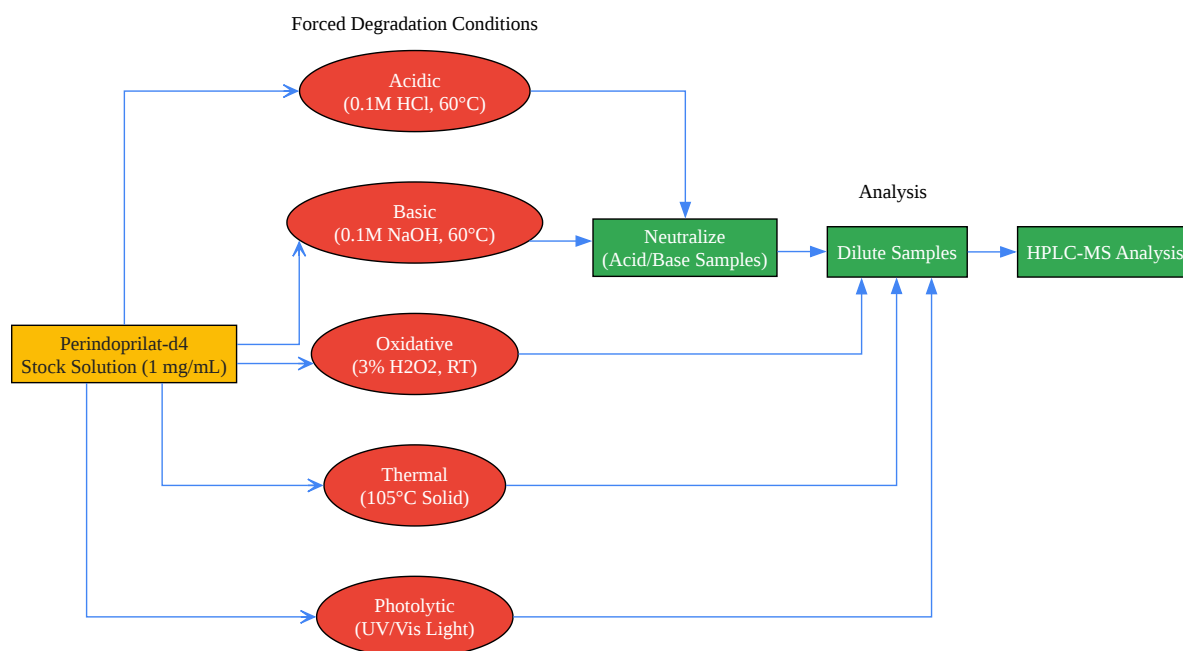 Forced Degradation Conditions
Acidic
(0.1M HCl, 60°C)
Basic
(0.1M NaOH, 60°C)
Analysis
Neutralize
(Acid/Base Samples)
Dilute Samples
HPLC-MS Analysis
Perindoprilat-d4
Stock Solution (1 mg/mL)
Oxidative
(3% H2O2, RT)
Thermal
(105°C Solid)
Photolytic
(UV/Vis Light)